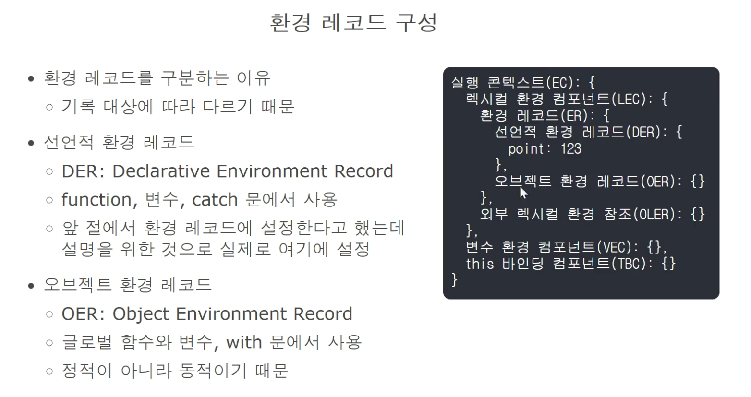 환경 레코드 구성
환경 레코드를 구분하는 이유
기록 대상에 따라 다르기 때문
선언적 환경 레코드
DER: Declarative Environment Record
function, 변수, catch 문에서 사용
앞 절에서 환경 레코드에 설정한다고 했는데
설명을 위한 것으로 실제로 여기에 설정
오브젝트 환경 레코드
OER: Object Environment Record
글로벌 함수와 변수, with 문에서 사용
정적이 아니라 동적이기 때문
실행 콘텍스트(EC): {
렉시컬 환경 컴포넌트(LEC): {
환경 레코드(ER): {
선언적 환경 레코드(DER): {
point: 123
},
오브젝트 환경 레코드(OER): {}
},
외부 렉시컬 환경 참조(OLER): {}
},
변수 환경 컴포넌트(VEC): {},
this 바인딩 컴포넌트(TBC): {}
}